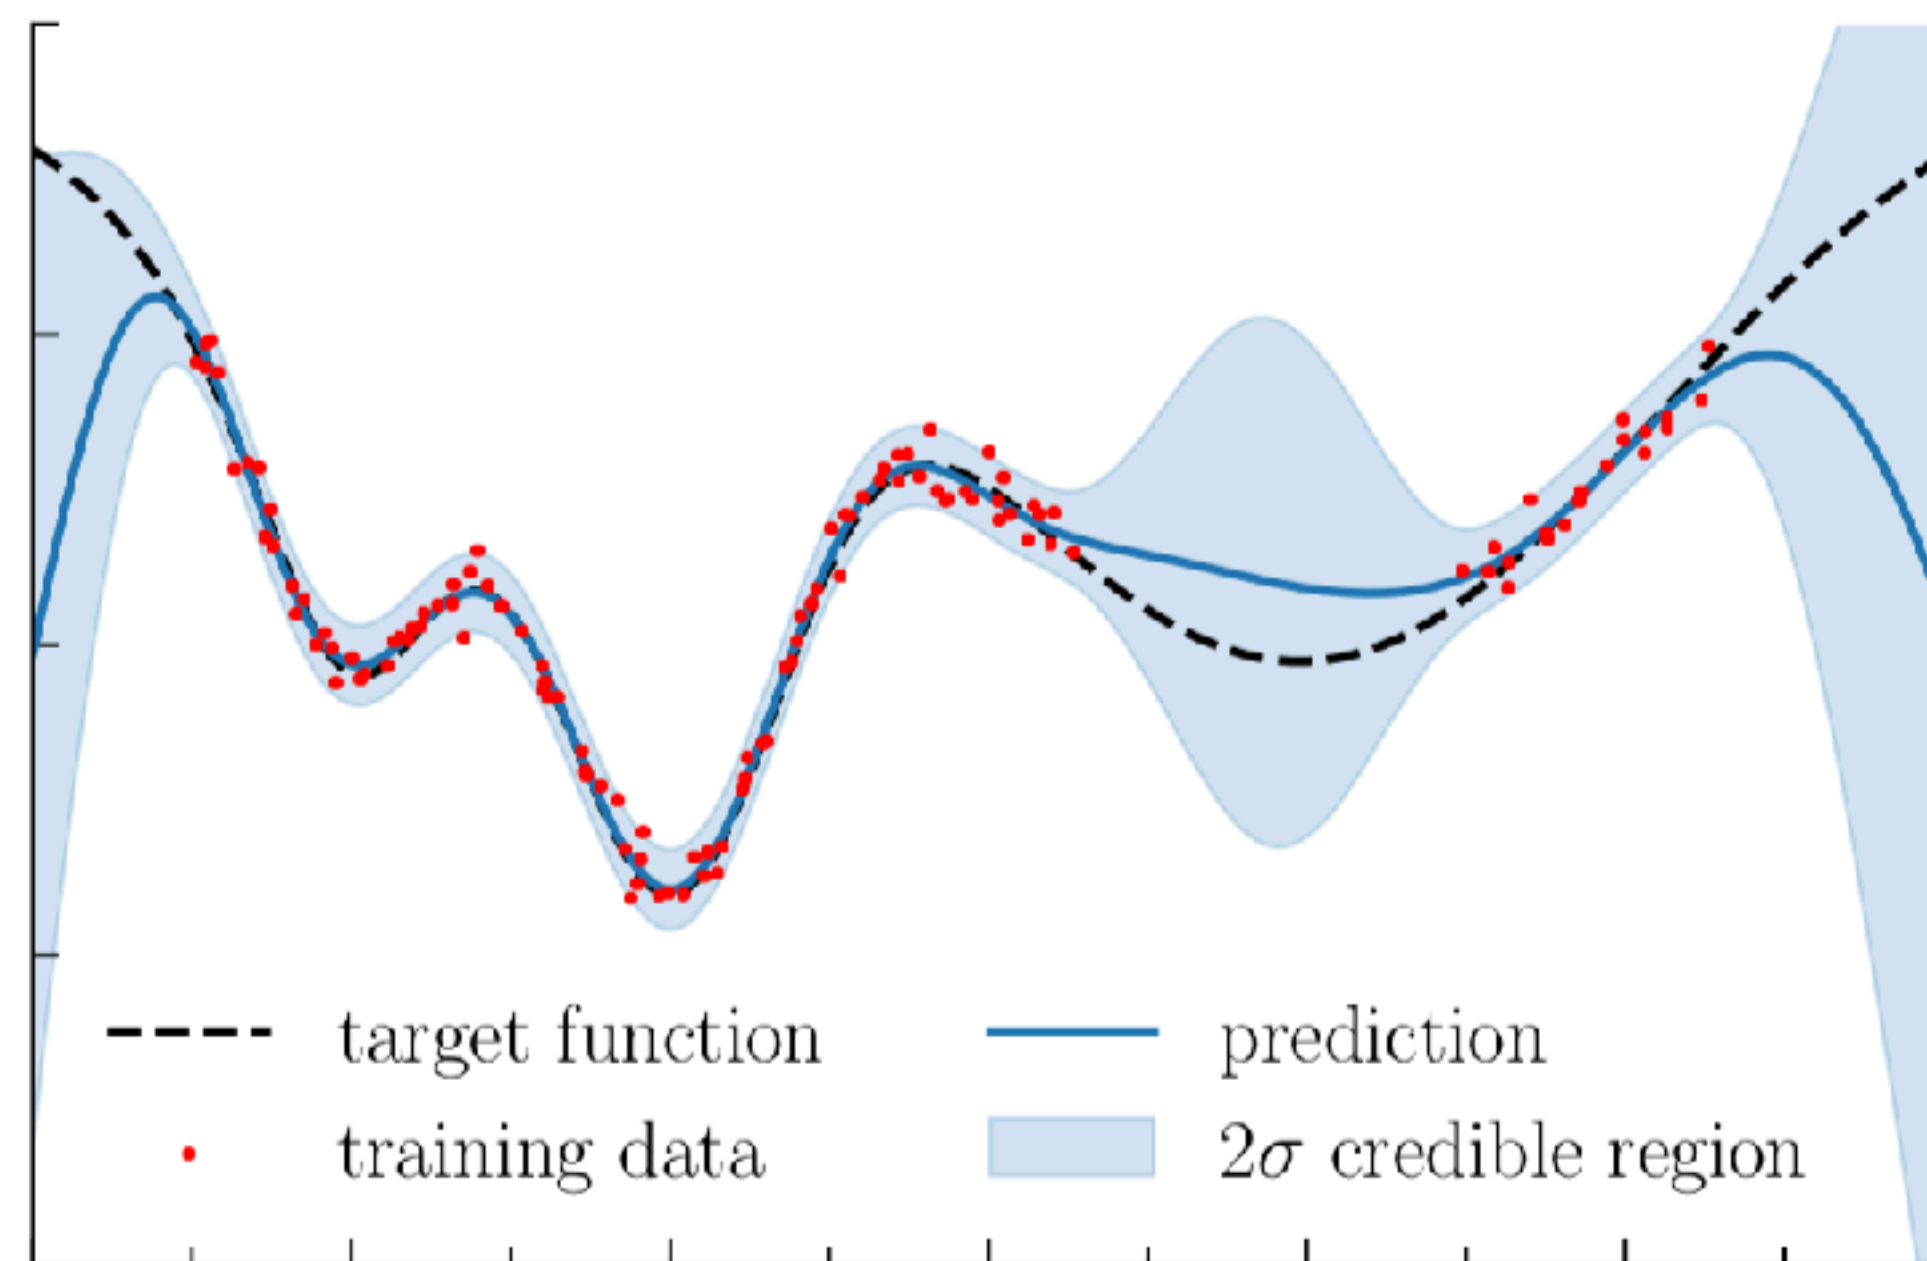 target function
prediction
training data
2σ credible region